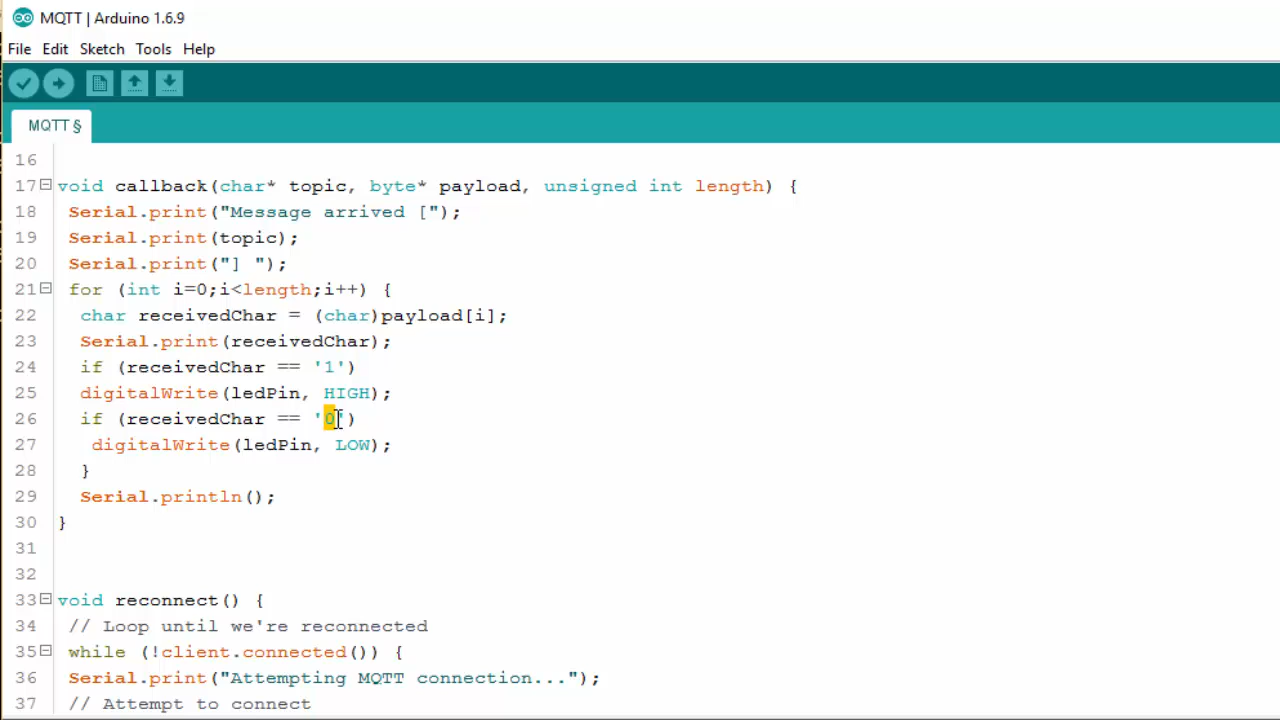 MQTT | Arduino 1.6.9
File Edit Sketch Tools Help
MQTT §
16
17 void callback(char* topic, byte* payload, unsigned int length) {
18 Serial.print("Message arrived [");
19 Serial.print(topic);
20 Serial.print("] ");
21 for (int i=0;i<length;i++) {
22 char receivedChar = (char)payload[i];
23 Serial.print(receivedChar);
24 if (receivedChar == '1')
25 digitalWrite(ledPin, HIGH);
26 if (receivedChar == '0')
27 digitalWrite(ledPin, LOW);
28 }
29 Serial.println();
30 }
31
32
33 void reconnect() {
34 // Loop until we're reconnected
35 while (!client.connected()) {
36 Serial.print("Attempting MQTT connection...");
37 // Attempt to connect